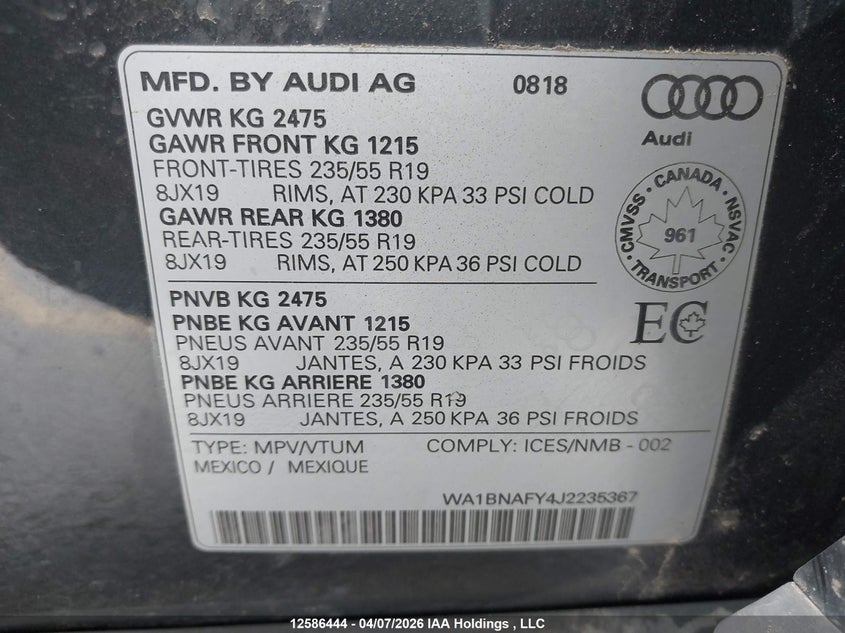 MFD. BY AUDI AG 0818
Audi
GVWR KG 2475
GAWR FRONT KG 1215
FRONT-TIRES 235/55 R19
8JX19 RIMS, AT 230 KPA 33 PSI COLD
GAWR REAR KG 1380
REAR-TIRES 235/55 R19
8JX19 RIMS, AT 250 KPA 36 PSI COLD
CMVSS • CANADA • NSVAC • TRANSPORT •
961
PNVB KG 2475
PNBE KG AVANT 1215
PNEUS AVANT 235/55 R19
8JX19 JANTES, A 230 KPA 33 PSI FROIDS
PNBE KG ARRIERE 1380
PNEUS ARRIERE 235/55 R19
8JX19 JANTES, A 250 KPA 36 PSI FROIDS
EC
TYPE: MPV/VTUM COMPLY: ICES/NMB - 002
MEXICO / MEXIQUE
WA1BNAFY4J2235367
12586444 - 04/07/2026 IAA Holdings , LLC